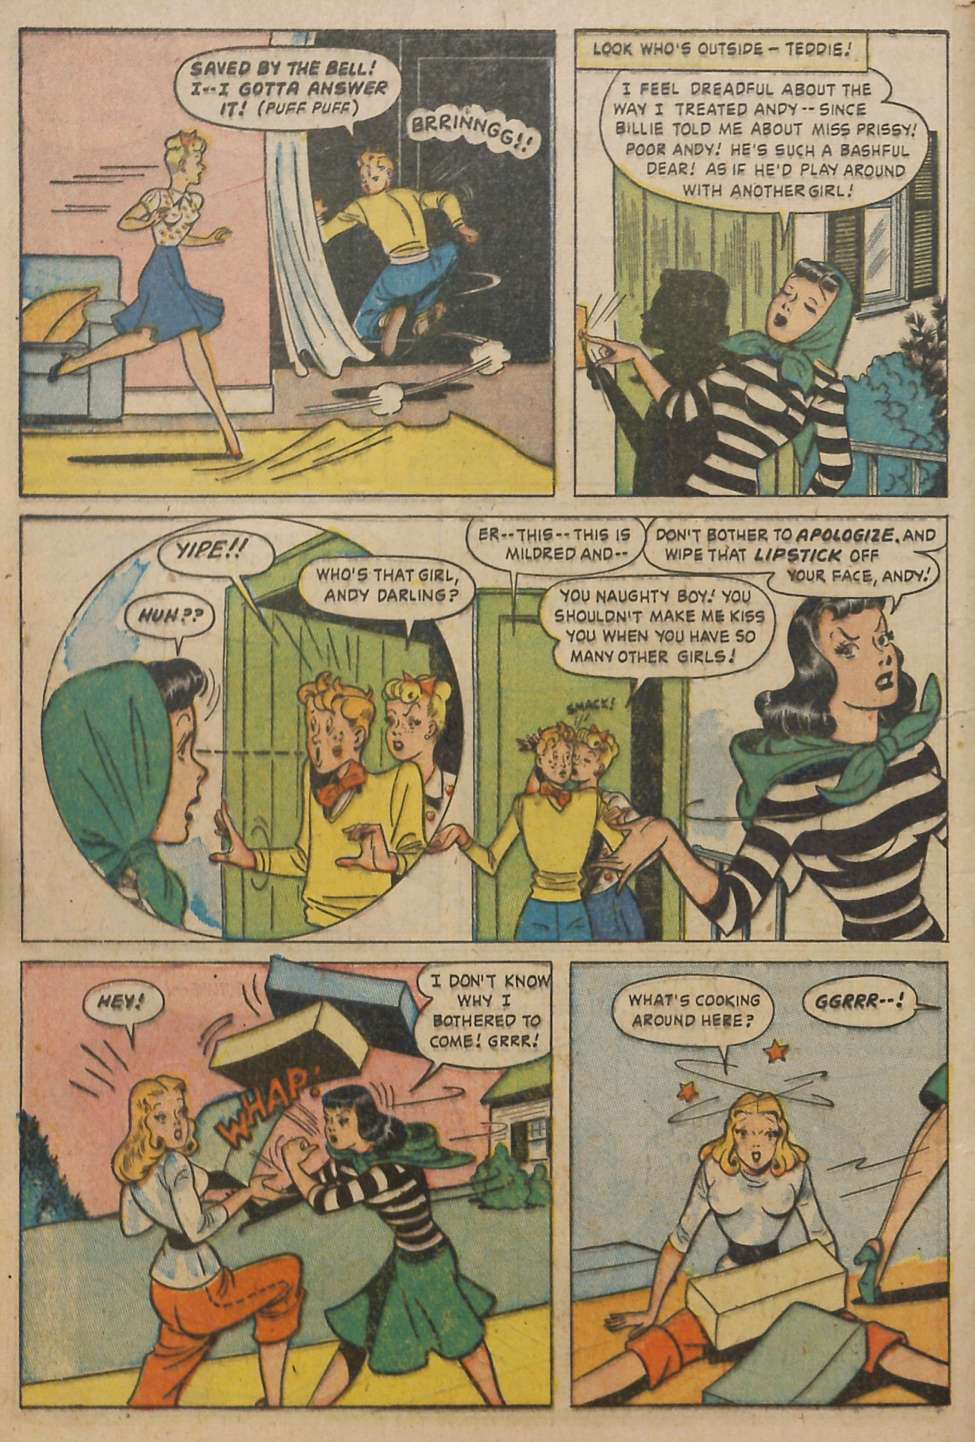 SAVED BY THE BELL!
I--I GOTTA ANSWER
IT! (PUFF PUFF)
BRRINNGG!!
LOOK WHO'S OUTSIDE - TEDDIE!
I FEEL DREADFUL ABOUT THE
WAY I TREATED ANDY--SINCE
BILLIE TOLD ME ABOUT MISS PRISSY!
POOR ANDY! HE'S SUCH A BASHFUL
DEAR! AS IF HE'D PLAY AROUND
WITH ANOTHER GIRL!
HUH??
YIPE!!
WHO'S THAT GIRL,
ANDY DARLING?
ER--THIS--THIS IS
MILDRED AND--
YOU NAUGHTY BOY! YOU
SHOULDN'T MAKE ME KISS
YOU WHEN YOU HAVE SO
MANY OTHER GIRLS!
SMACK!
DON'T BOTHER TO APOLOGIZE, AND
WIPE THAT LIPSTICK OFF
YOUR FACE, ANDY!
HEY!
WHAP!
I DON'T KNOW
WHY I
BOTHERED TO
COME! GRRR!
WHAT'S COOKING
AROUND HERE?
GGRRR--!